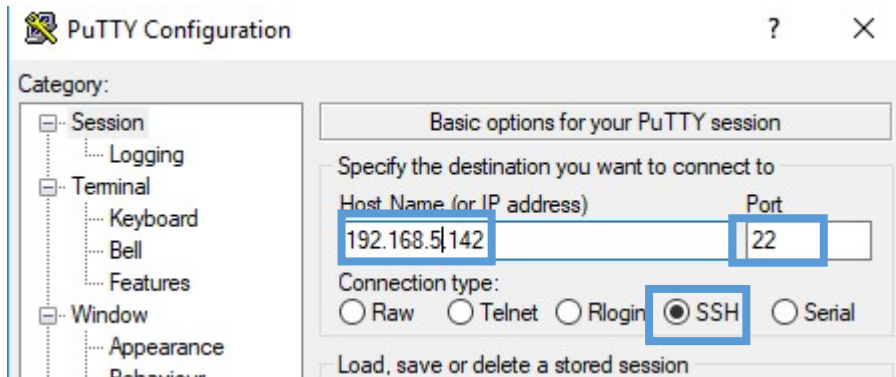 PuTTY Configuration ? ×
Category:
Session
Logging
Terminal
Keyboard
Bell
Features
Window
Appearance
Behaviour
Basic options for your PuTTY session
Specify the destination you want to connect to
Host Name (or IP address) Port
192.168.5.142 22
Connection type:
Raw Telnet Rlogin SSH Serial
Load, save or delete a stored session